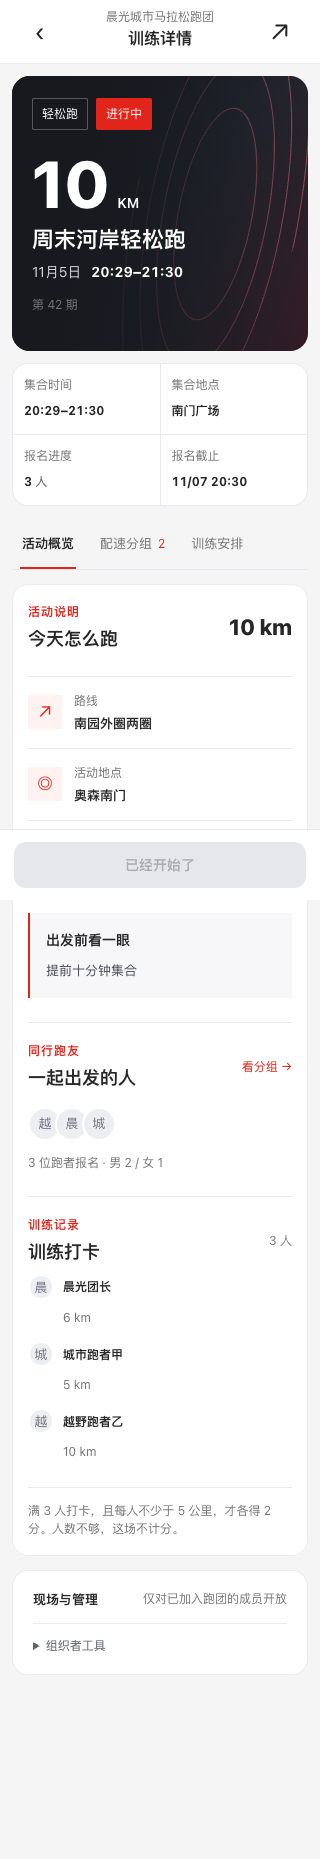 晨光城市马拉松跑团
训练详情
轻松跑 进行中
10 KM
周末河岸轻松跑
11月5日 20:29–21:30
第 42 期
集合时间
20:29–21:30
集合地点
南门广场
报名进度
3 人
报名截止
11/07 20:30
活动概览 配速分组 2 训练安排
活动说明
今天怎么跑
10 km
路线
南园外圈两圈
活动地点
奥森南门
已经开始了
出发前看一眼
提前十分钟集合
同行跑友
一起出发的人
看分组 →
越 晨 城
3 位跑者报名 · 男 2 / 女 1
训练记录
训练打卡
3 人
晨 晨光团长
6 km
城 城市跑者甲
5 km
越 越野跑者乙
10 km
满 3 人打卡，且每人不少于 5 公里，才各得 2
分。人数不够，这场不计分。
现场与管理 仅对已加入跑团的成员开放
组织者工具